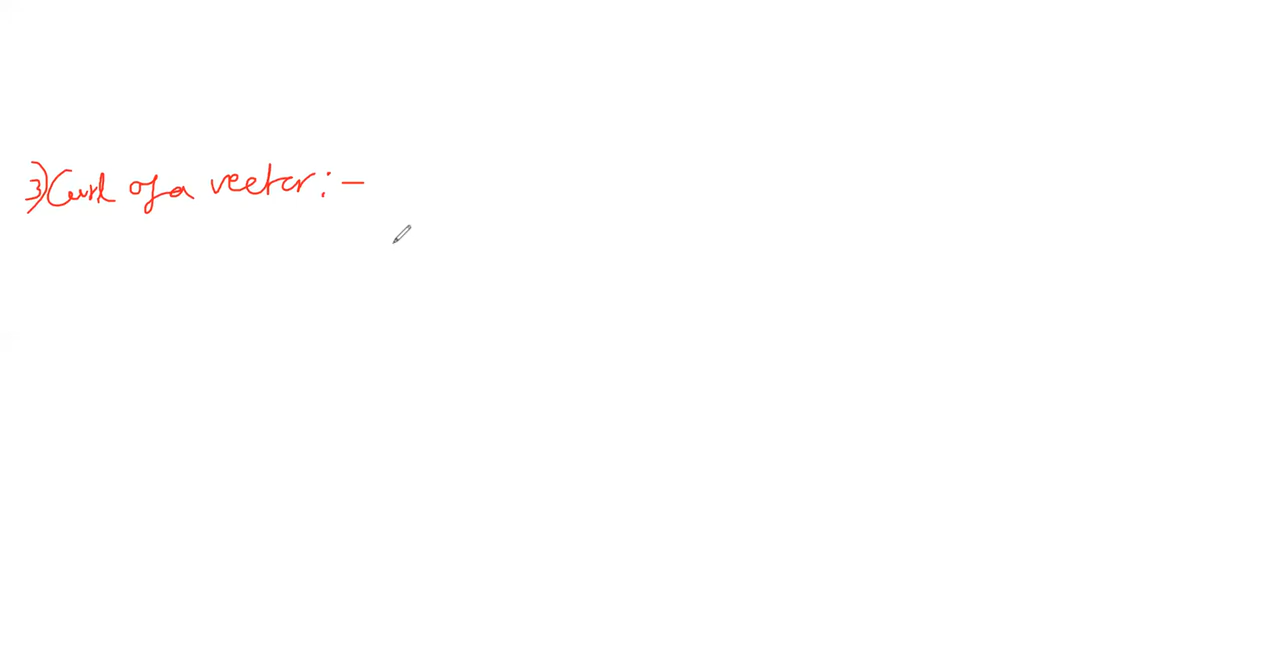 3) Curl of a vector :-